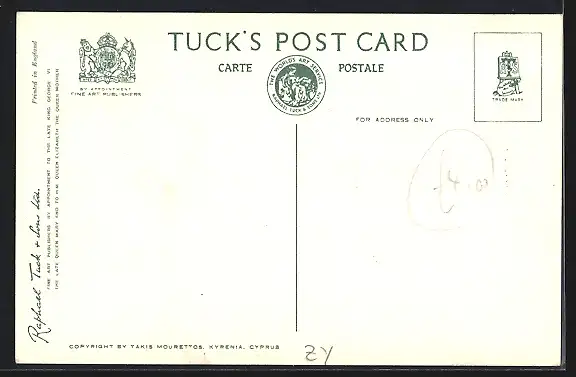 TUCK'S POST CARD
CARTE POSTALE
BY APPOINTMENT
FINE ART PUBLISHERS
THE WORLD'S ART SERVICE
RAPHAEL TUCK & SONS LTD
TRADE MARK
FOR ADDRESS ONLY
£4.00
Printed in England
FINE ART PUBLISHERS BY APPOINTMENT TO THE LATE KING GEORGE VI
THE LATE QUEEN MARY AND TO H.M. QUEEN ELIZABETH THE QUEEN MOTHER
Raphael Tuck & Sons Ltd.
COPYRIGHT BY TAKIS MOURETTOS, KYRENIA, CYPRUS
ZY